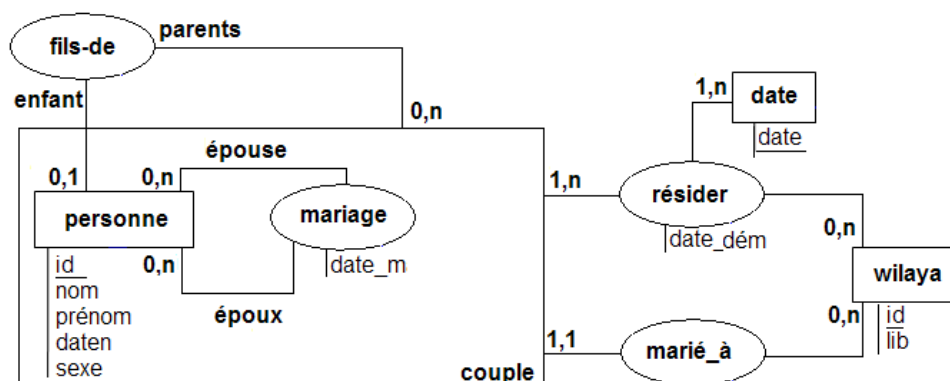 parents
fils-de
enfant
0,n
1,n
date
date
épouse
0,1
0,n
1,n
résider
personne
mariage
date_dém
0,n
id
0,n
date_m
wilaya
nom
époux
prénom
0,n
id
daten
lib
1,1
marié_à
sexe
couple